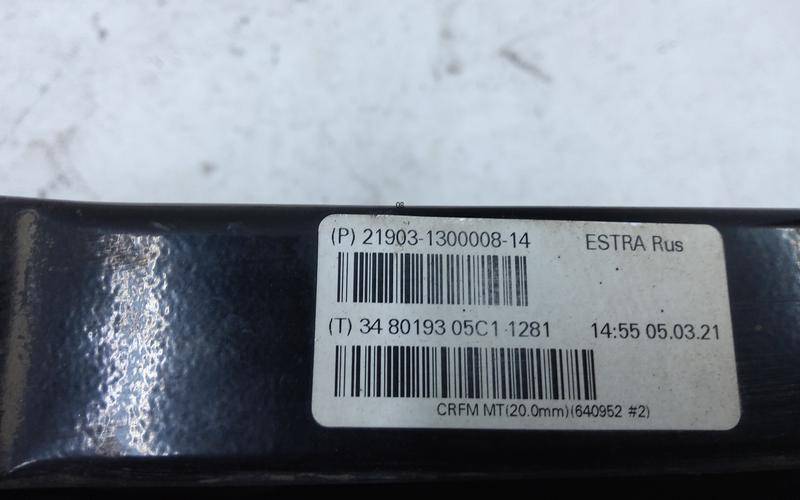 08
(P) 21903-1300008-14 ESTRA Rus
(T) 34 80193 05C1 1281 14:55 05.03.21
CRFM MT(20.0mm)(640952 #2)